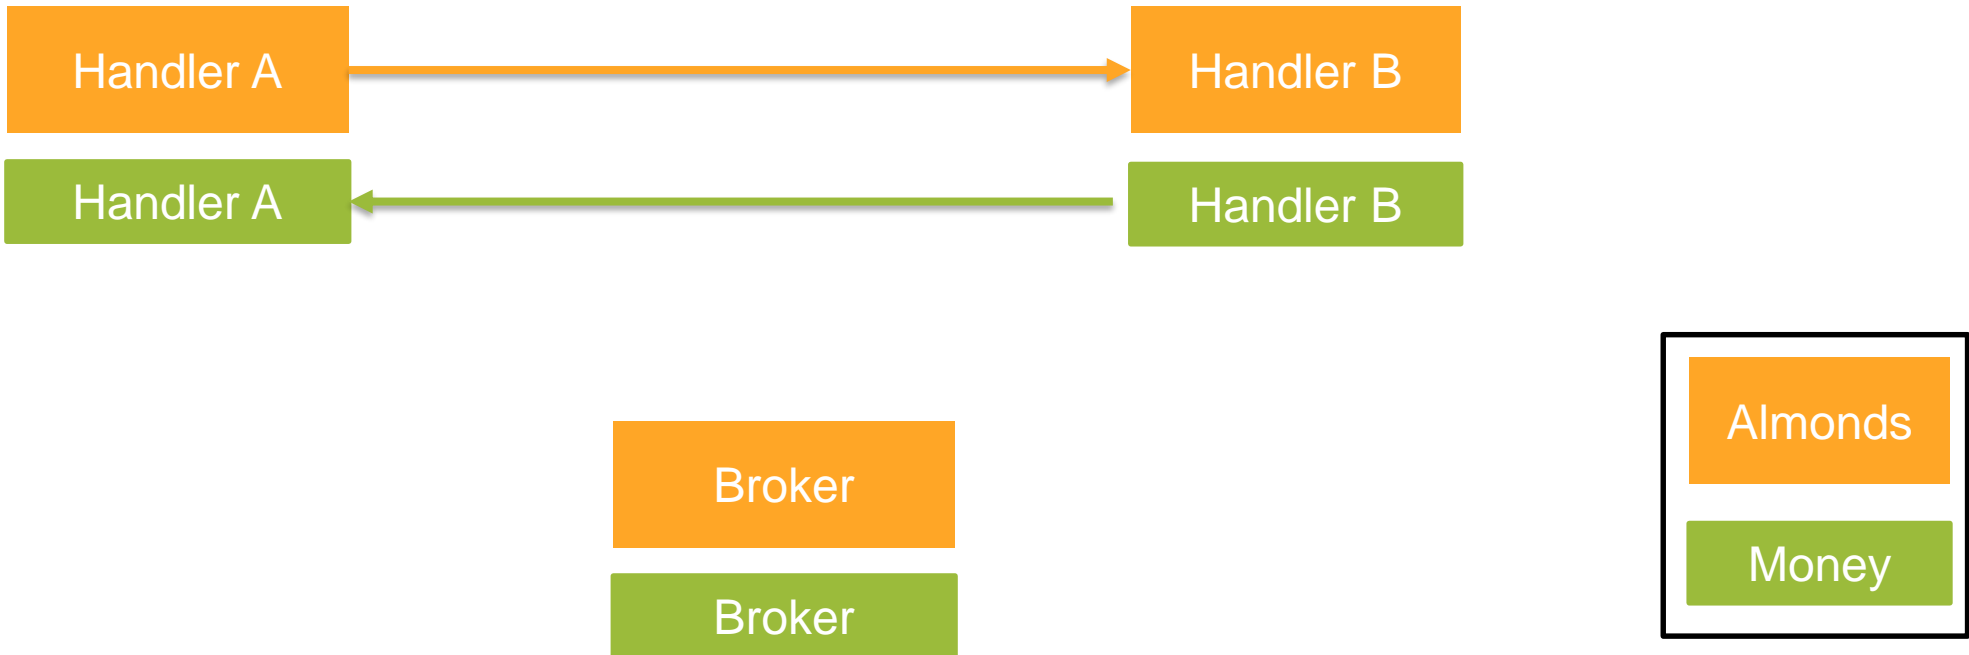 Handler A
Handler B
Handler A
Handler B
Almonds
Broker
Money
Broker